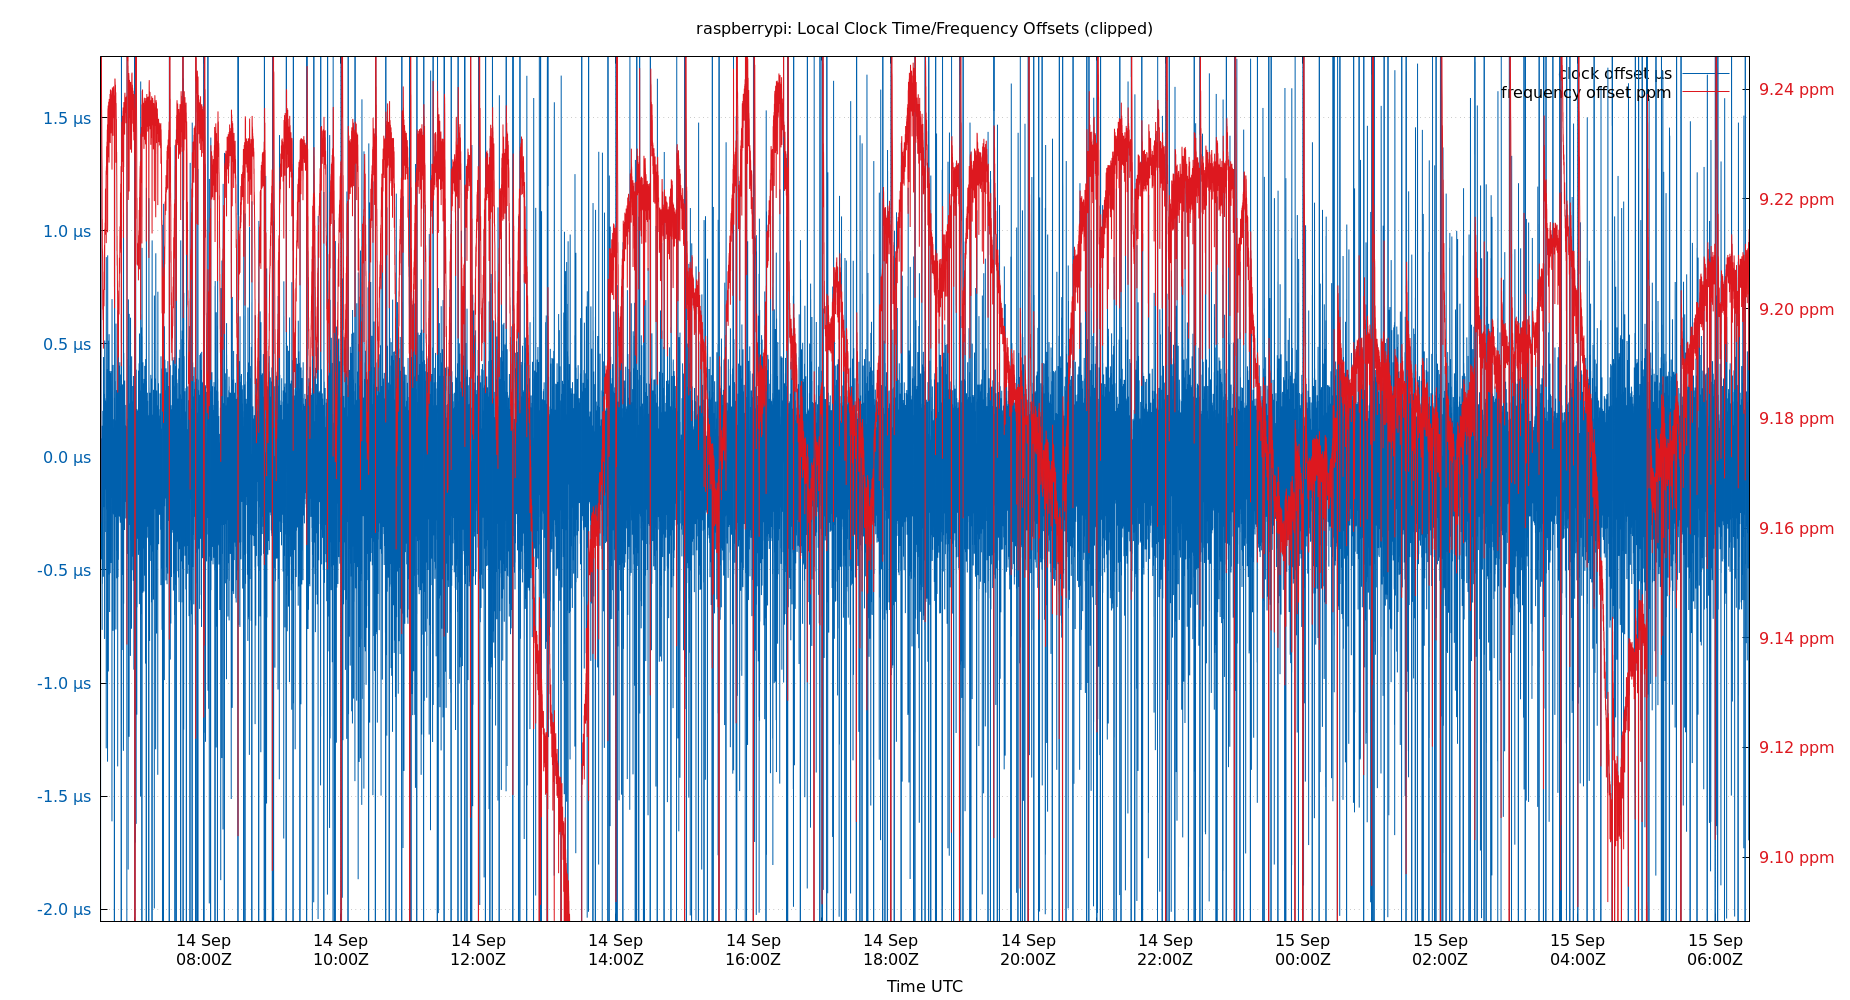 raspberrypi: Local Clock Time/Frequency Offsets (clipped)
clock offset µs
frequency offset ppm
1.5 µs
1.0 µs
0.5 µs
0.0 µs
-0.5 µs
-1.0 µs
-1.5 µs
-2.0 µs
9.24 ppm
9.22 ppm
9.20 ppm
9.18 ppm
9.16 ppm
9.14 ppm
9.12 ppm
9.10 ppm
14 Sep 14 Sep 14 Sep 14 Sep 14 Sep 14 Sep 14 Sep 14 Sep 15 Sep 15 Sep 15 Sep 15 Sep
08:00Z 10:00Z 12:00Z 14:00Z 16:00Z 18:00Z 20:00Z 22:00Z 00:00Z 02:00Z 04:00Z 06:00Z
Time UTC